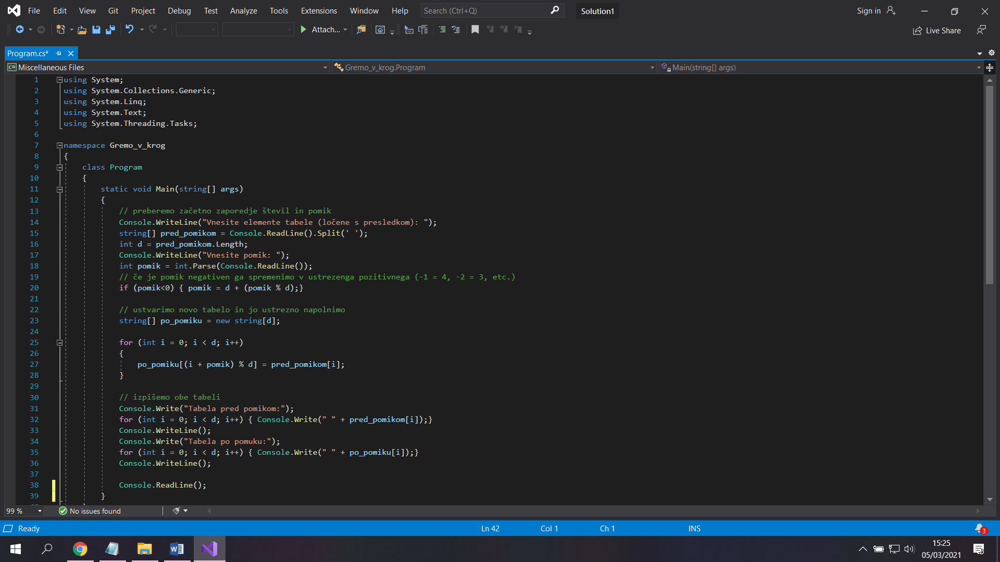 File Edit View Git Project Debug Test Analyze Tools Extensions Window Help Search (Ctrl+Q) Solution1 Sign in
Attach... Live Share
Program.cs*
C# Miscellaneous Files Gremo_v_krog.Program Main(string[] args)
1 using System;
2 using System.Collections.Generic;
3 using System.Linq;
4 using System.Text;
5 using System.Threading.Tasks;
6
7 namespace Gremo_v_krog
8 {
9 class Program
10 {
11 static void Main(string[] args)
12 {
13 // preberemo začetno zaporedje števil in pomik
14 Console.WriteLine("Vnesite elemente tabele (ločene s presledkom): ");
15 string[] pred_pomikom = Console.ReadLine().Split(' ');
16 int d = pred_pomikom.Length;
17 Console.WriteLine("Vnesite pomik: ");
18 int pomik = int.Parse(Console.ReadLine());
19 // če je pomik negativen ga spremenimo v ustrezenga pozitivnega (-1 = 4, -2 = 3, etc.)
20 if (pomik<0) { pomik = d + (pomik % d);}
21
22 // ustvarimo novo tabelo in jo ustrezno napolnimo
23 string[] po_pomiku = new string[d];
24
25 for (int i = 0; i < d; i++)
26 {
27 po_pomiku[(i + pomik) % d] = pred_pomikom[i];
28 }
29
30 // izpišemo obe tabeli
31 Console.Write("Tabela pred pomikom:");
32 for (int i = 0; i < d; i++) { Console.Write(" " + pred_pomikom[i]);}
33 Console.WriteLine();
34 Console.Write("Tabela po pomuku:");
35 for (int i = 0; i < d; i++) { Console.Write(" " + po_pomiku[i]);}
36 Console.WriteLine();
37
38 Console.ReadLine();
39 }
99 % No issues found
Ready Ln 42 Col 1 Ch 1 INS 3
15:25
05/03/2021